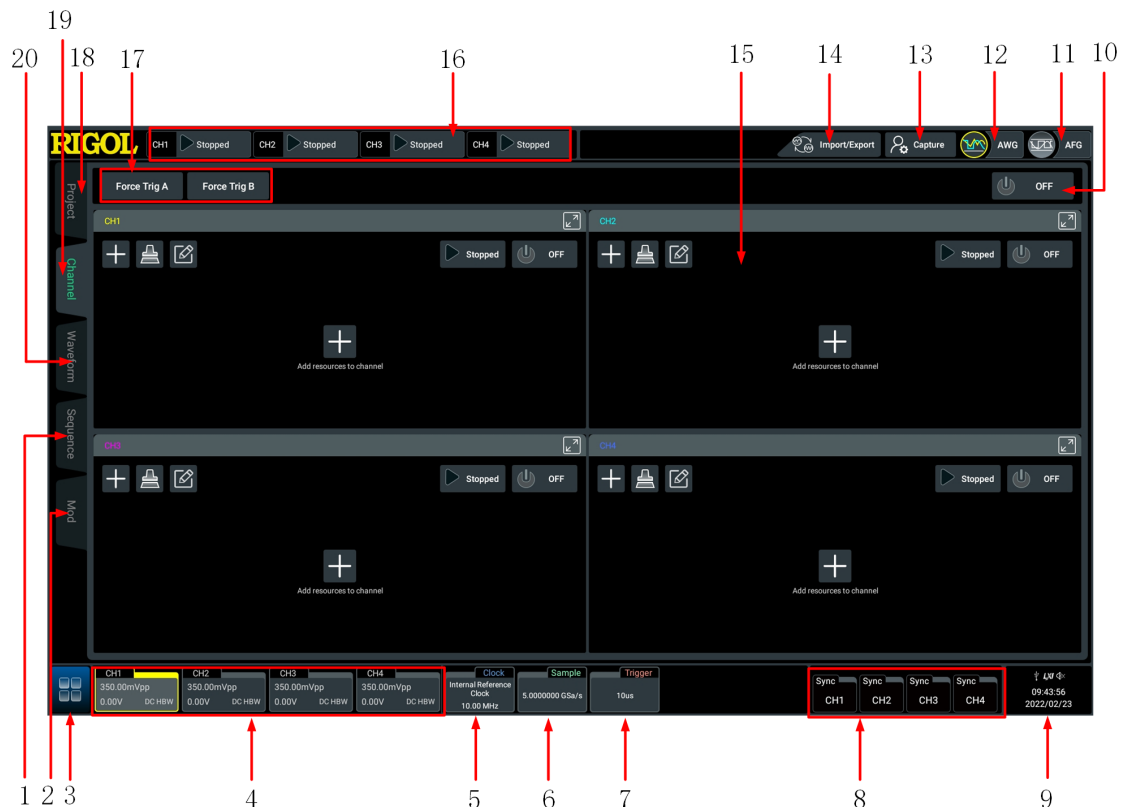 19
20 18 17 16 15 14 13 12 11 10
RIGOL CH1 Stopped CH2 Stopped CH3 Stopped CH4 Stopped Import/Export Capture AWG AFG
Project
Force Trig A Force Trig B OFF
CH1 CH2
Channel
Stopped OFF Stopped OFF
Waveform
Add resources to channel Add resources to channel
Sequence
CH3 CH4
Stopped OFF Stopped OFF
Mod
Add resources to channel Add resources to channel
CH1 CH2 CH3 CH4 Clock Sample Trigger
350.00mVpp 350.00mVpp 350.00mVpp 350.00mVpp
0.00V DC HBW 0.00V DC HBW 0.00V DC HBW 0.00V DC HBW
Internal Reference
Clock
10.00 MHz
5.0000000 GSa/s
10us
Sync Sync Sync Sync
CH1 CH2 CH3 CH4
LXI
09:43:56
2022/02/23
1 2 3 4 5 6 7 8 9